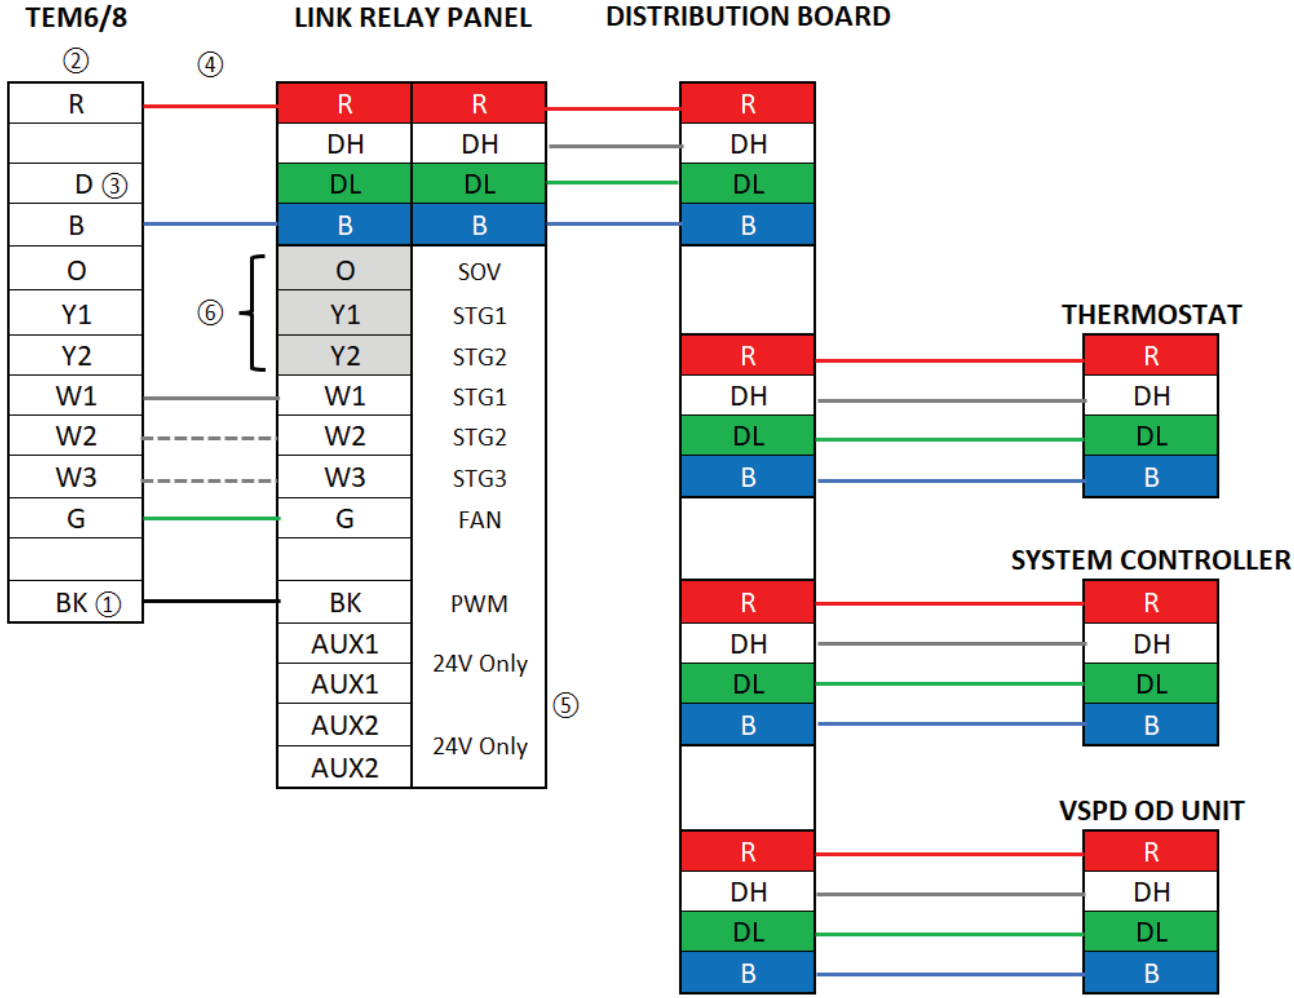 TEM6/8 LINK RELAY PANEL DISTRIBUTION BOARD
② ④
R R R R
DH DH DH
D ③ DL DL DL
B B B B
O O SOV
⑥ Y1 Y1 STG1
THERMOSTAT
Y2 Y2 STG2 R R
W1 W1 STG1 DH DH
W2 W2 STG2 DL DL
W3 W3 STG3 B B
G G FAN
SYSTEM CONTROLLER
BK ① BK PWM R R
AUX1 DH DH
24V Only
AUX1 DL DL
⑤
AUX2 B B
24V Only
AUX2
VSPD OD UNIT
R R
DH DH
DL DL
B B